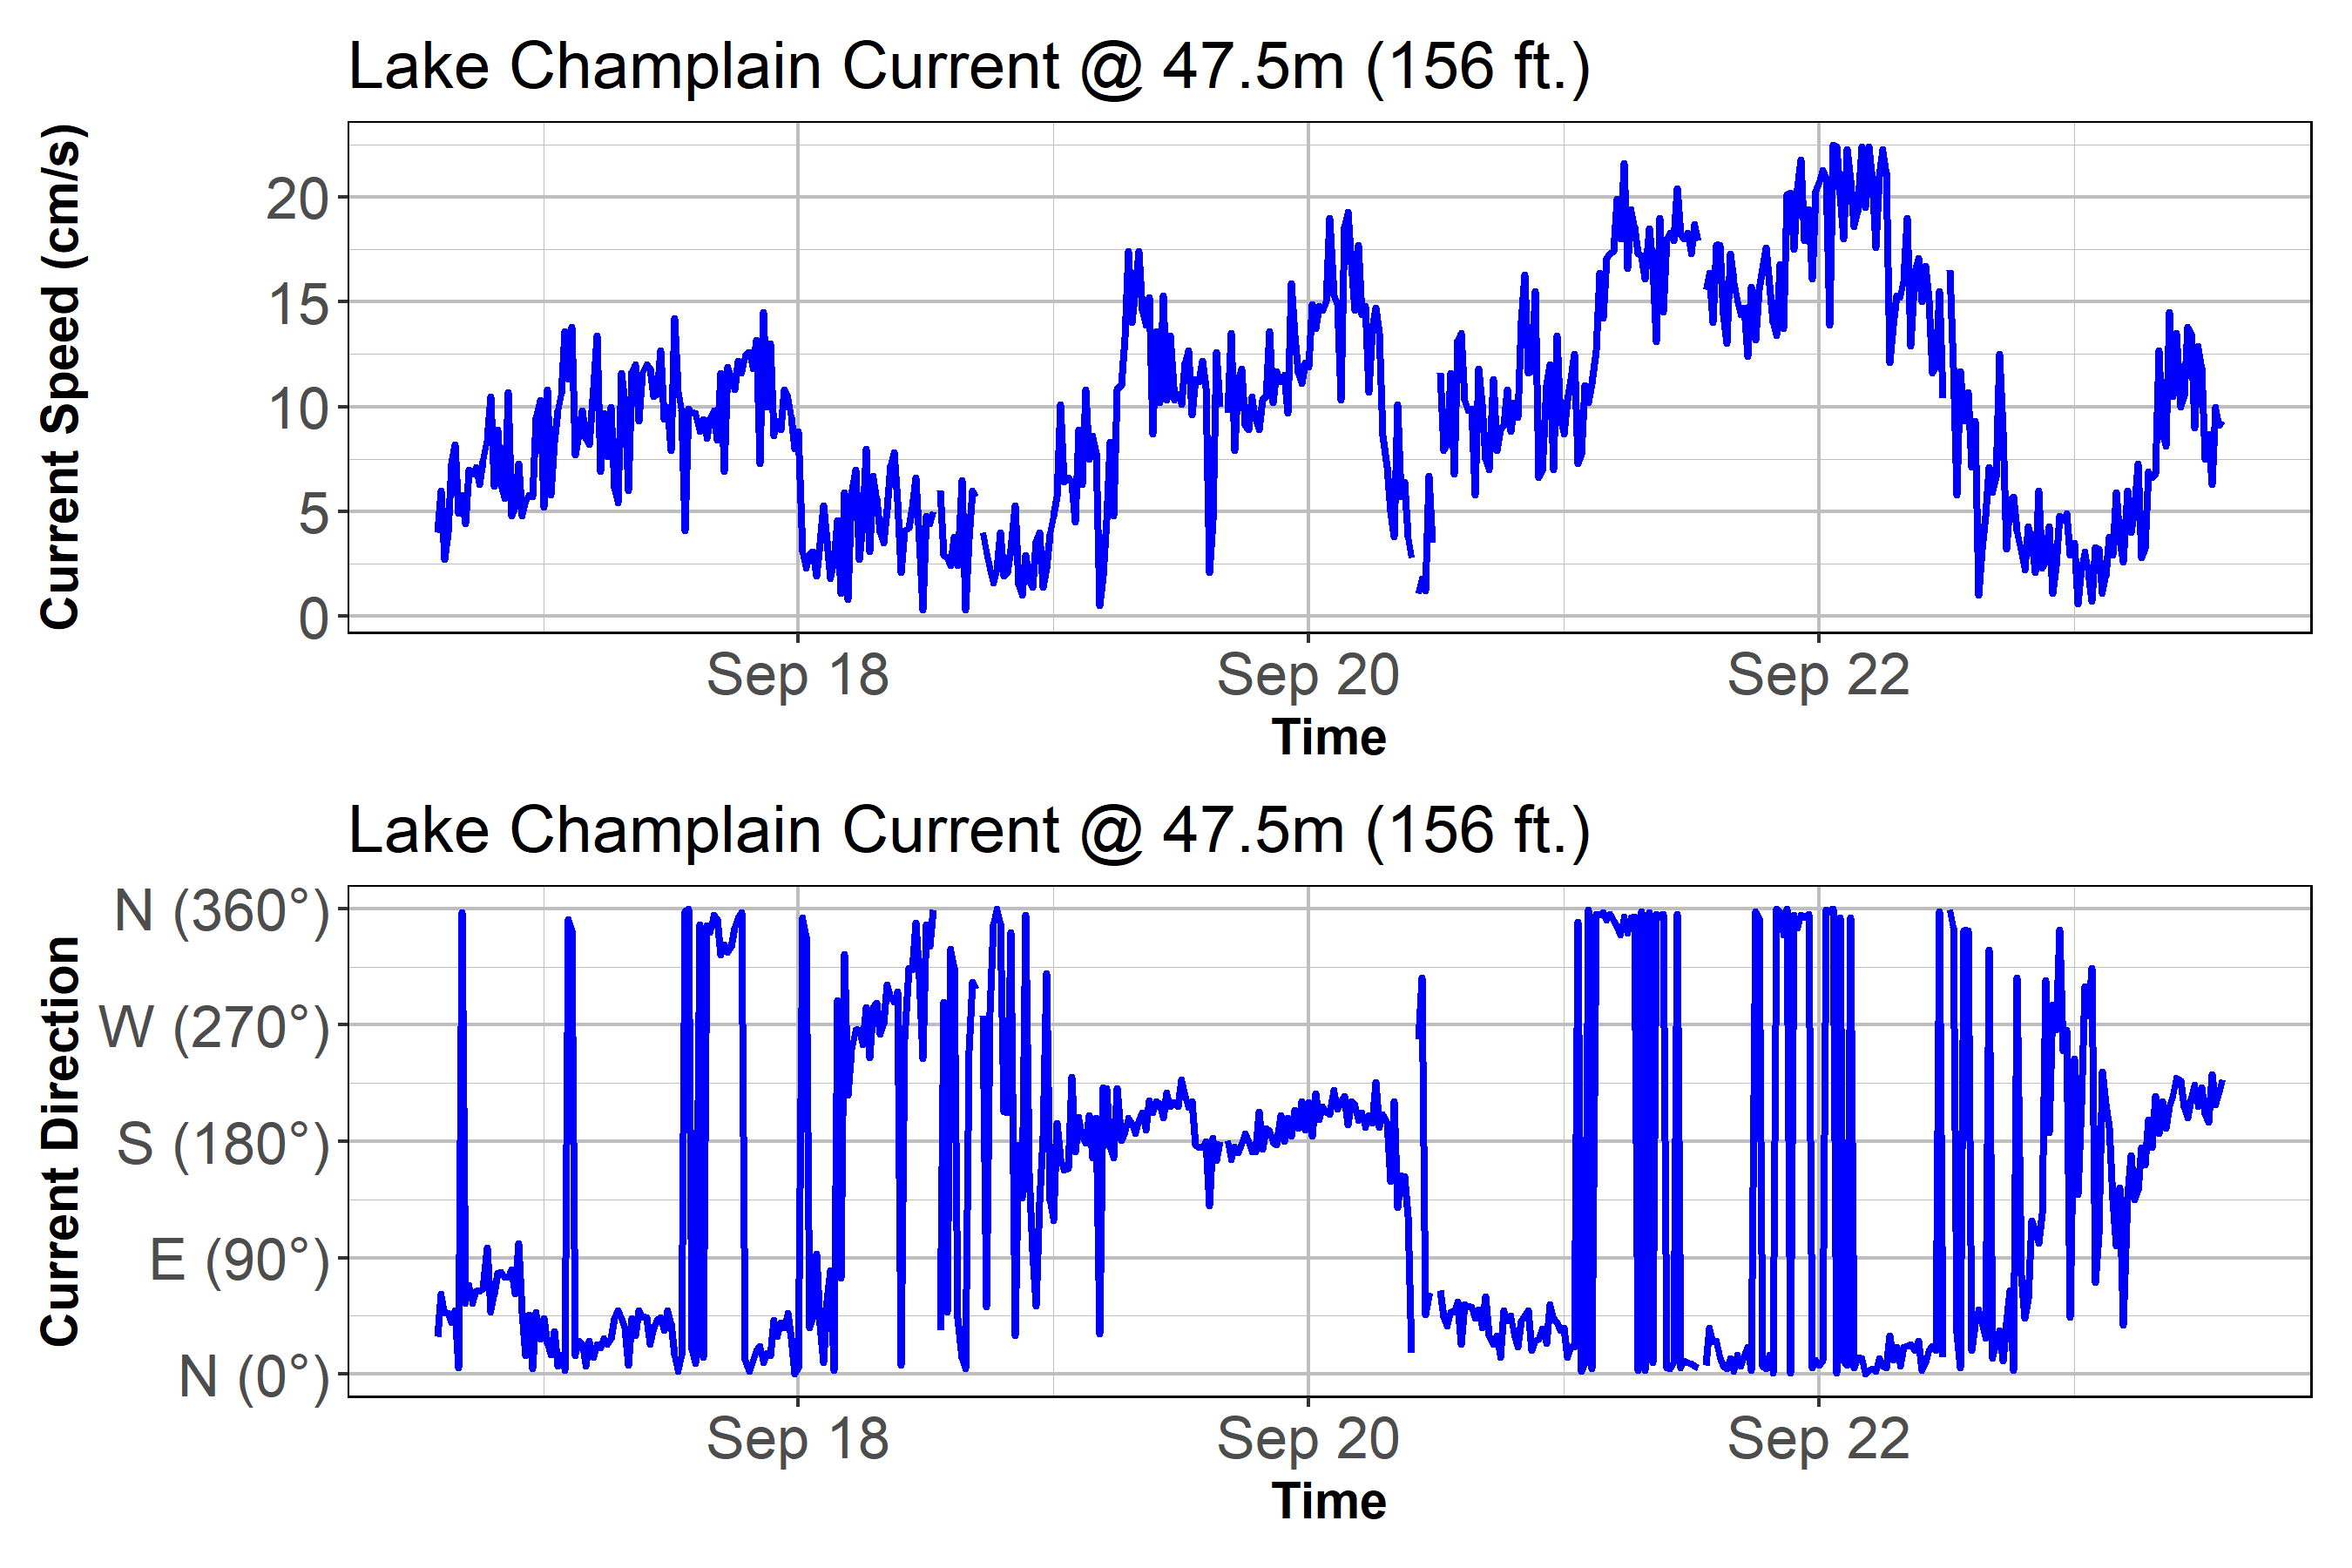 Lake Champlain Current @ 47.5m (156 ft.)
Current Speed (cm/s)
20
15
10
5
0
Sep 18 Sep 20 Sep 22
Time
Lake Champlain Current @ 47.5m (156 ft.)
Current Direction
N (360°)
W (270°)
S (180°)
E (90°)
N (0°)
Sep 18 Sep 20 Sep 22
Time